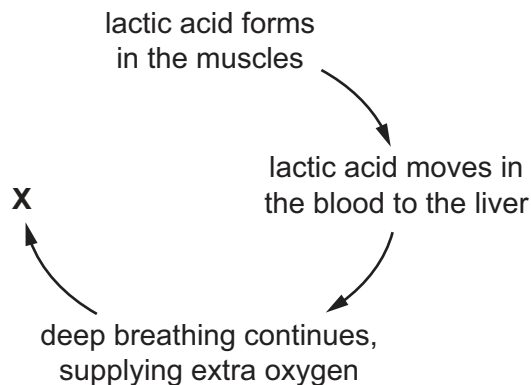 lactic acid forms
in the muscles
lactic acid moves in
the blood to the liver
X
deep breathing continues,
supplying extra oxygen